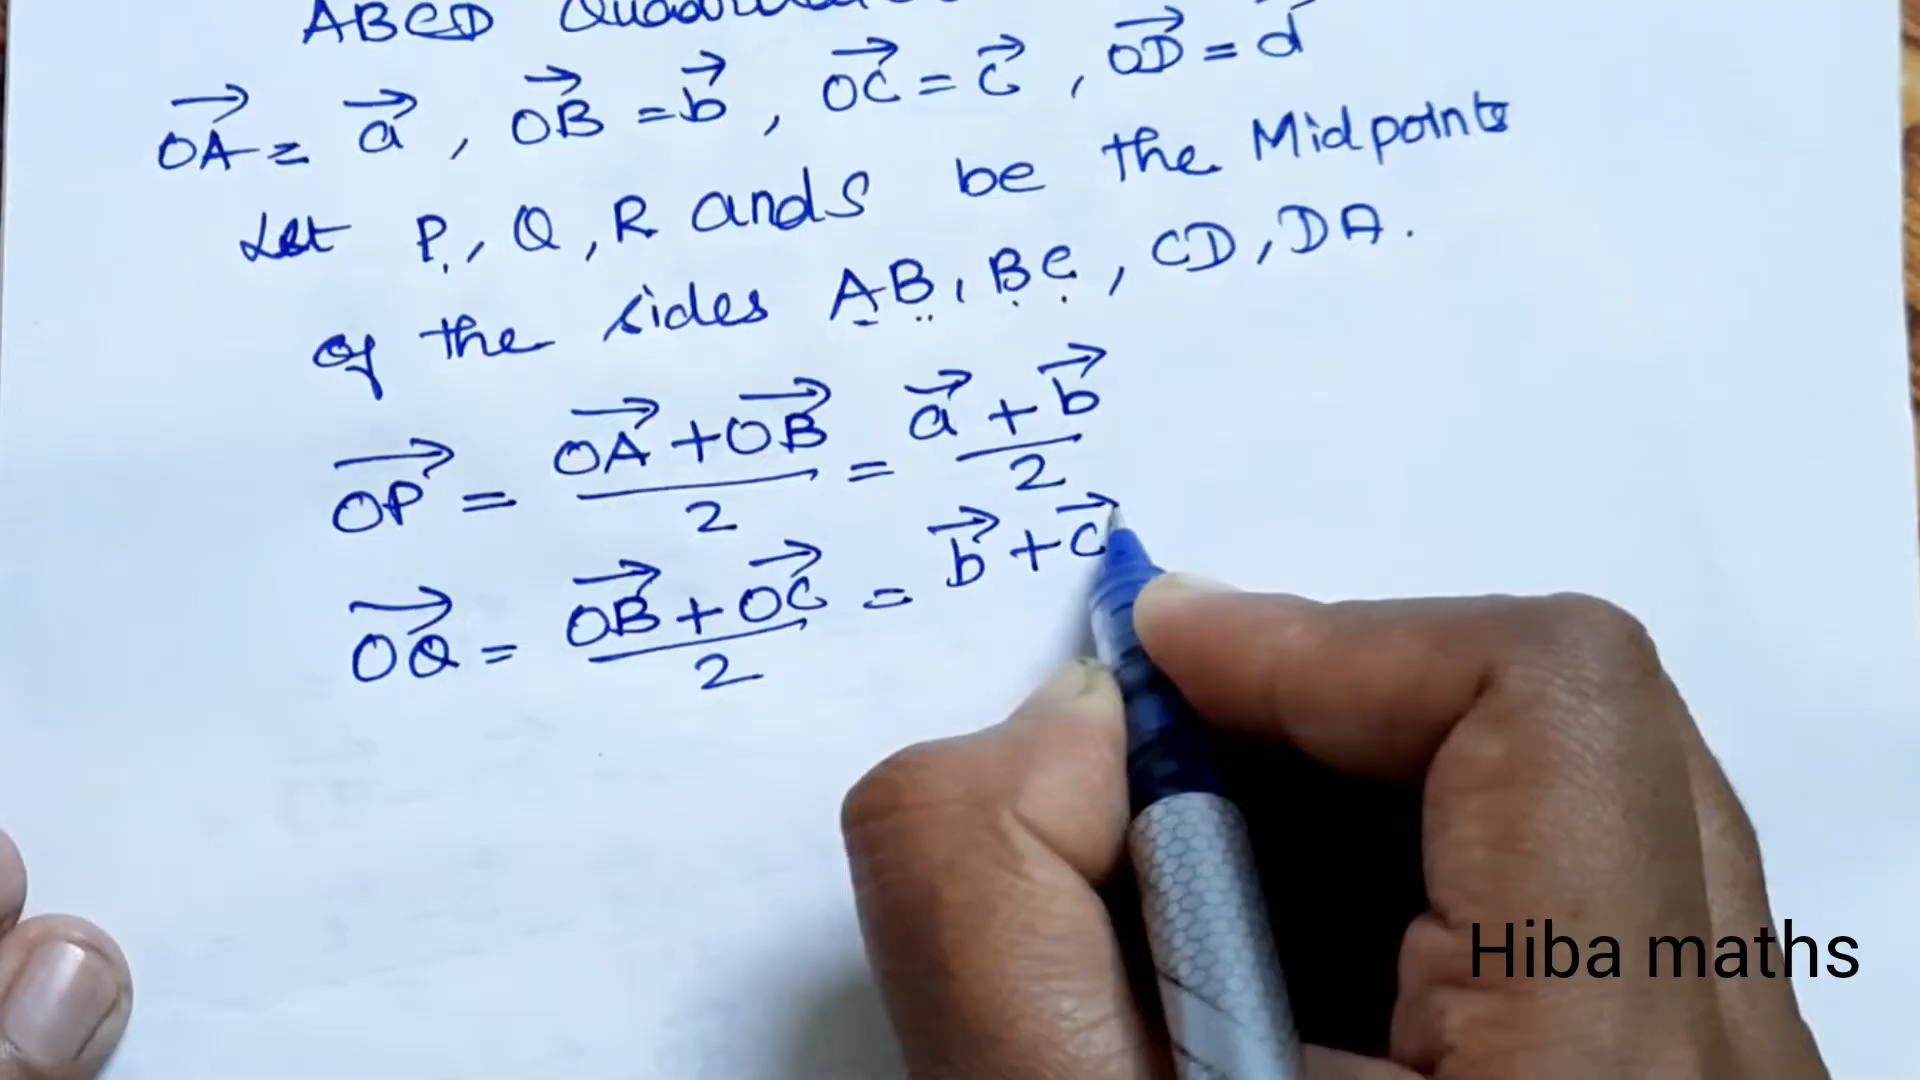 ABCD
→OA = →a , →OB = →b , →OC = →c , →OD = →d
Let P, Q, R and S be the Midpoints
of the sides AB, BC, CD, DA.
→OP = (→OA + →OB)/2 = (→a + →b)/2
→OQ = (→OB + →OC)/2 = →b + →c
Hiba maths